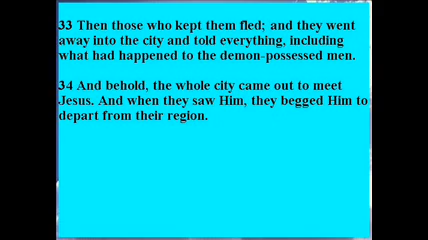 33 Then those who kept them fled; and they went
away into the city and told everything, including
what had happened to the demon-possessed men.
34 And behold, the whole city came out to meet
Jesus. And when they saw Him, they begged Him to
depart from their region.